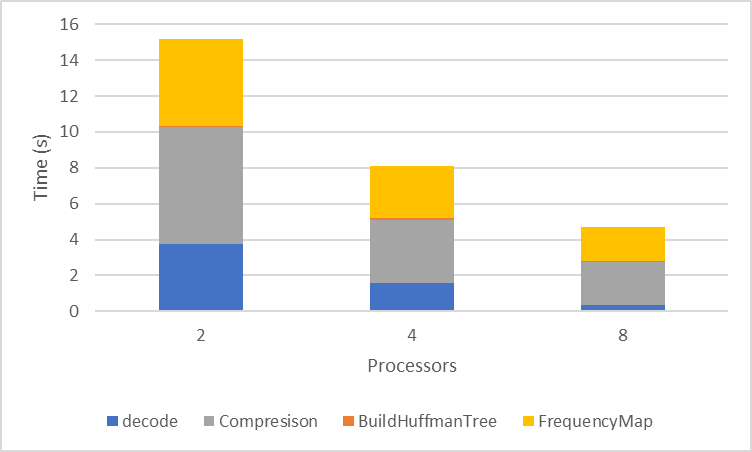 16
14
12
10
8
6
4
2
0
Time (s)
2 4 8
Processors
decode Compresison BuildHuffmanTree FrequencyMap